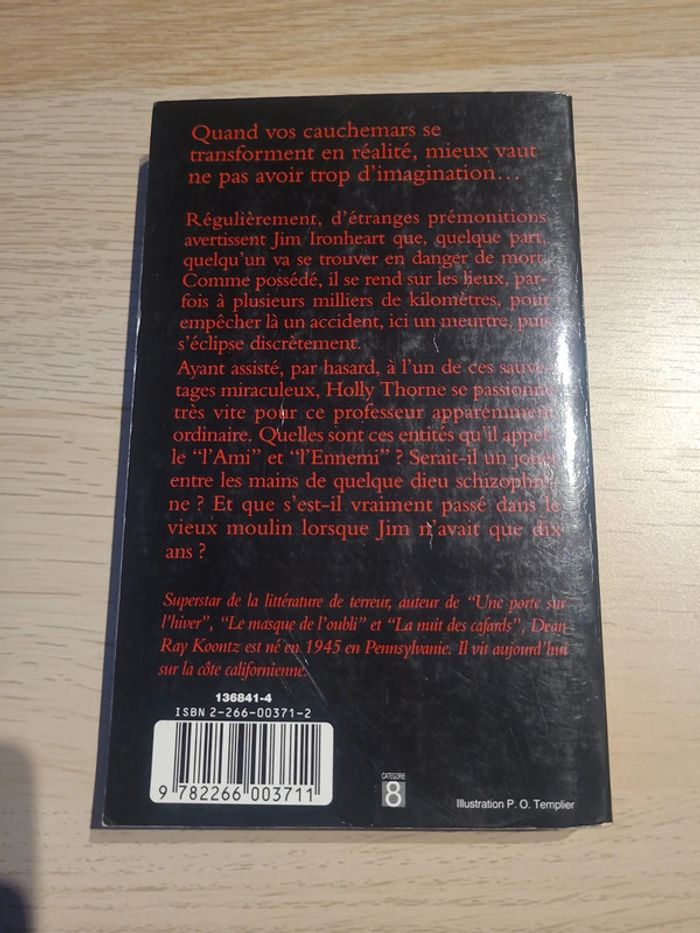 Quand vos cauchemars se
transforment en réalité, mieux vaut
ne pas avoir trop d'imagination...
Régulièrement, d'étranges prémonitions
avertissent Jim Ironheart que, quelque part,
quelqu'un va se trouver en danger de mort.
Comme possédé, il se rend sur les lieux, par-
fois à plusieurs milliers de kilomètres, pour
empêcher là un accident, ici un meurtre, puis
s'éclipse discrètement.
Ayant assisté, par hasard, à l'un de ces sauve-
tages miraculeux, Holly Thorne se passionne
très vite pour ce professeur apparemment
ordinaire. Quelles sont ces entités qu'il appel-
le "l'Ami" et "l'Ennemi" ? Serait-il un jouet
entre les mains de quelque dieu schizophrè-
ne ? Et que s'est-il vraiment passé dans le
vieux moulin lorsque Jim n'avait que dix
ans ?
Superstar de la littérature de terreur, auteur de "Une porte sur
l'hiver", "Le masque de l'oubli" et "La nuit des cafards", Dean
Ray Koontz est né en 1945 en Pennsylvanie. Il vit aujourd'hui
sur la côte californienne.
136841-4
ISBN 2-266-00371-2
9 782266 003711
CATEGORIE
8
Illustration P. O. Templier